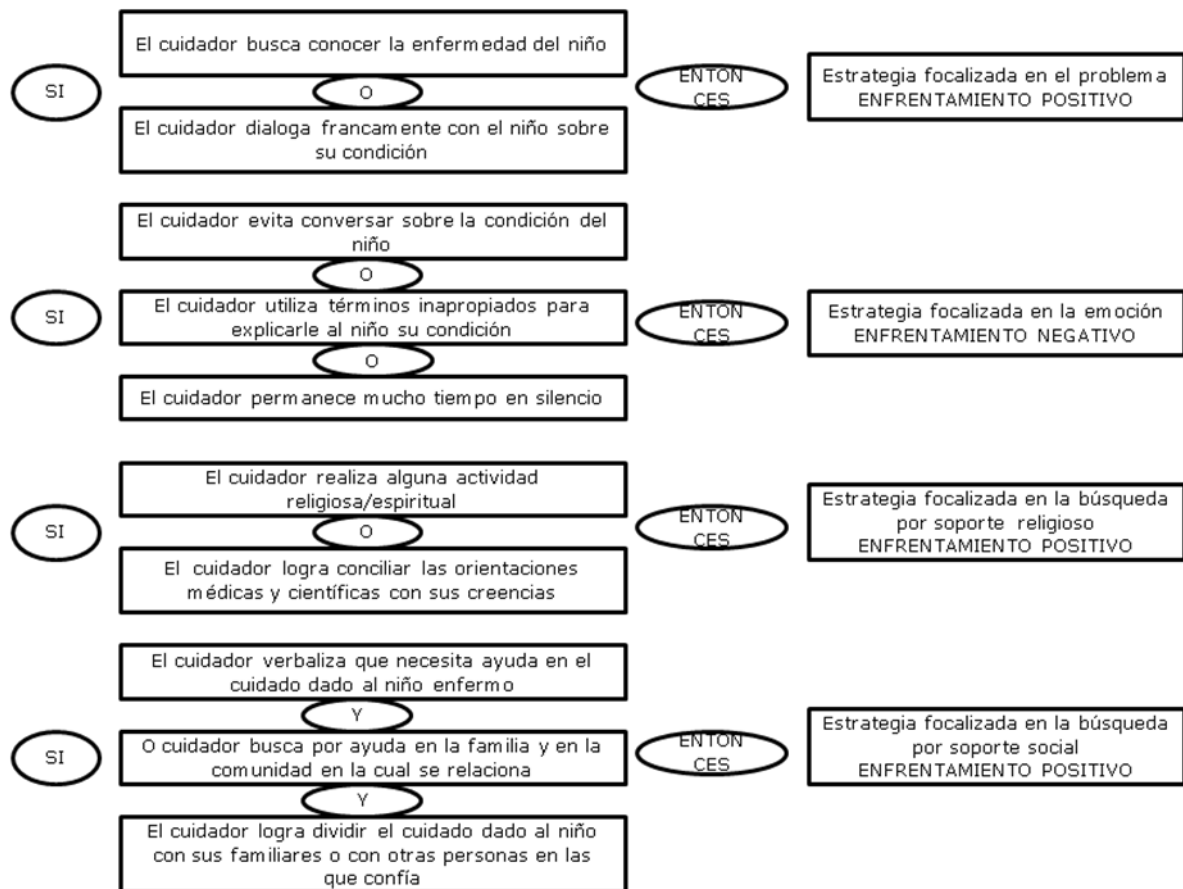 El cuidador busca conocer la enfermedad del niño
SI
O
ENTON
CES
Estrategia focalizada en el problema
ENFRENTAMIENTO POSITIVO
El cuidador dialoga francamente con el niño sobre
su condición
El cuidador evita conversar sobre la condición del
niño
O
SI
El cuidador utiliza términos inapropiados para
explicarle al niño su condición
ENTON
CES
Estrategia focalizada en la emoción
ENFRENTAMIENTO NEGATIVO
O
El cuidador permanece mucho tiempo en silencio
El cuidador realiza alguna actividad
religiosa/espiritual
SI
O
ENTON
CES
Estrategia focalizada en la búsqueda
por soporte religioso
ENFRENTAMIENTO POSITIVO
El cuidador logra conciliar las orientaciones
médicas y científicas con sus creencias
El cuidador verbaliza que necesita ayuda en el
cuidado dado al niño enfermo
Y
SI
O cuidador busca por ayuda en la familia y en la
comunidad en la cual se relaciona
ENTON
CES
Estrategia focalizada en la búsqueda
por soporte social
ENFRENTAMIENTO POSITIVO
Y
El cuidador logra dividir el cuidado dado al niño
con sus familiares o con otras personas en las
que confía